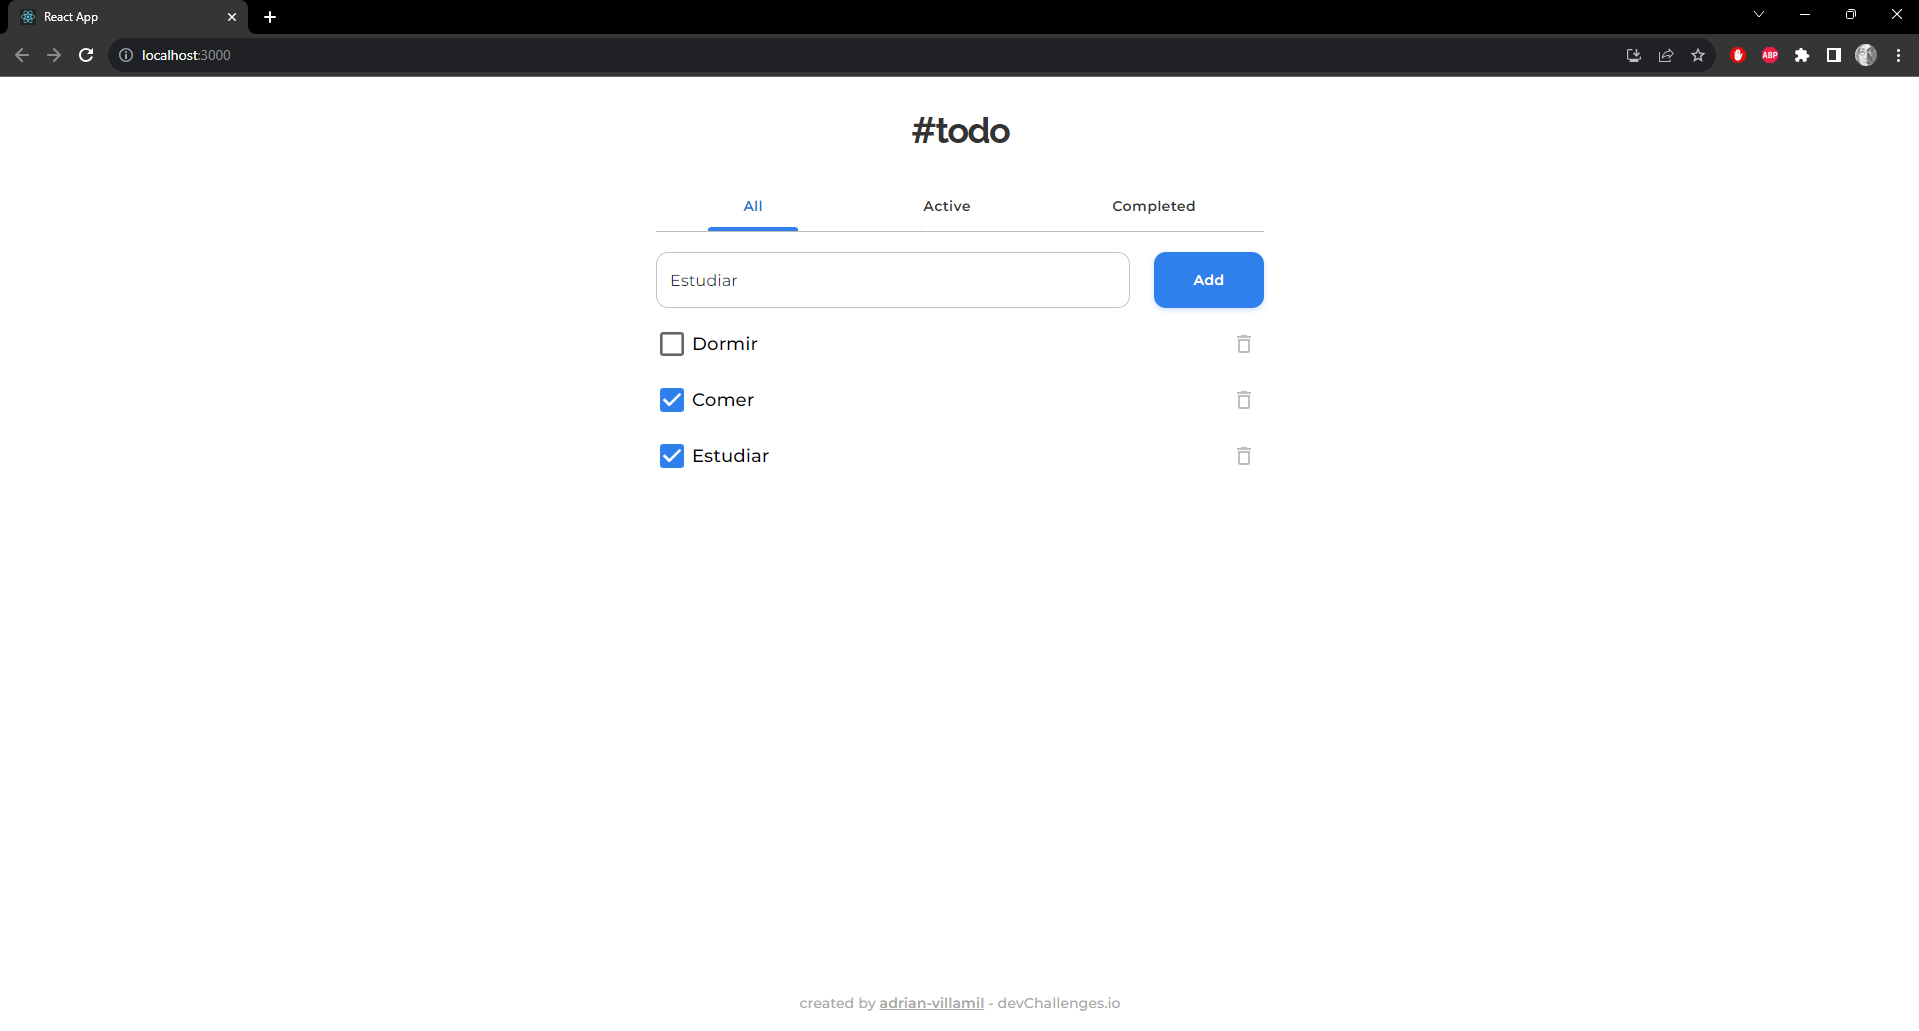 React App
localhost:3000
ABP
#todo
All Active Completed
Estudiar Add
Dormir
Comer
Estudiar
created by adrian-villamil - devChallenges.io